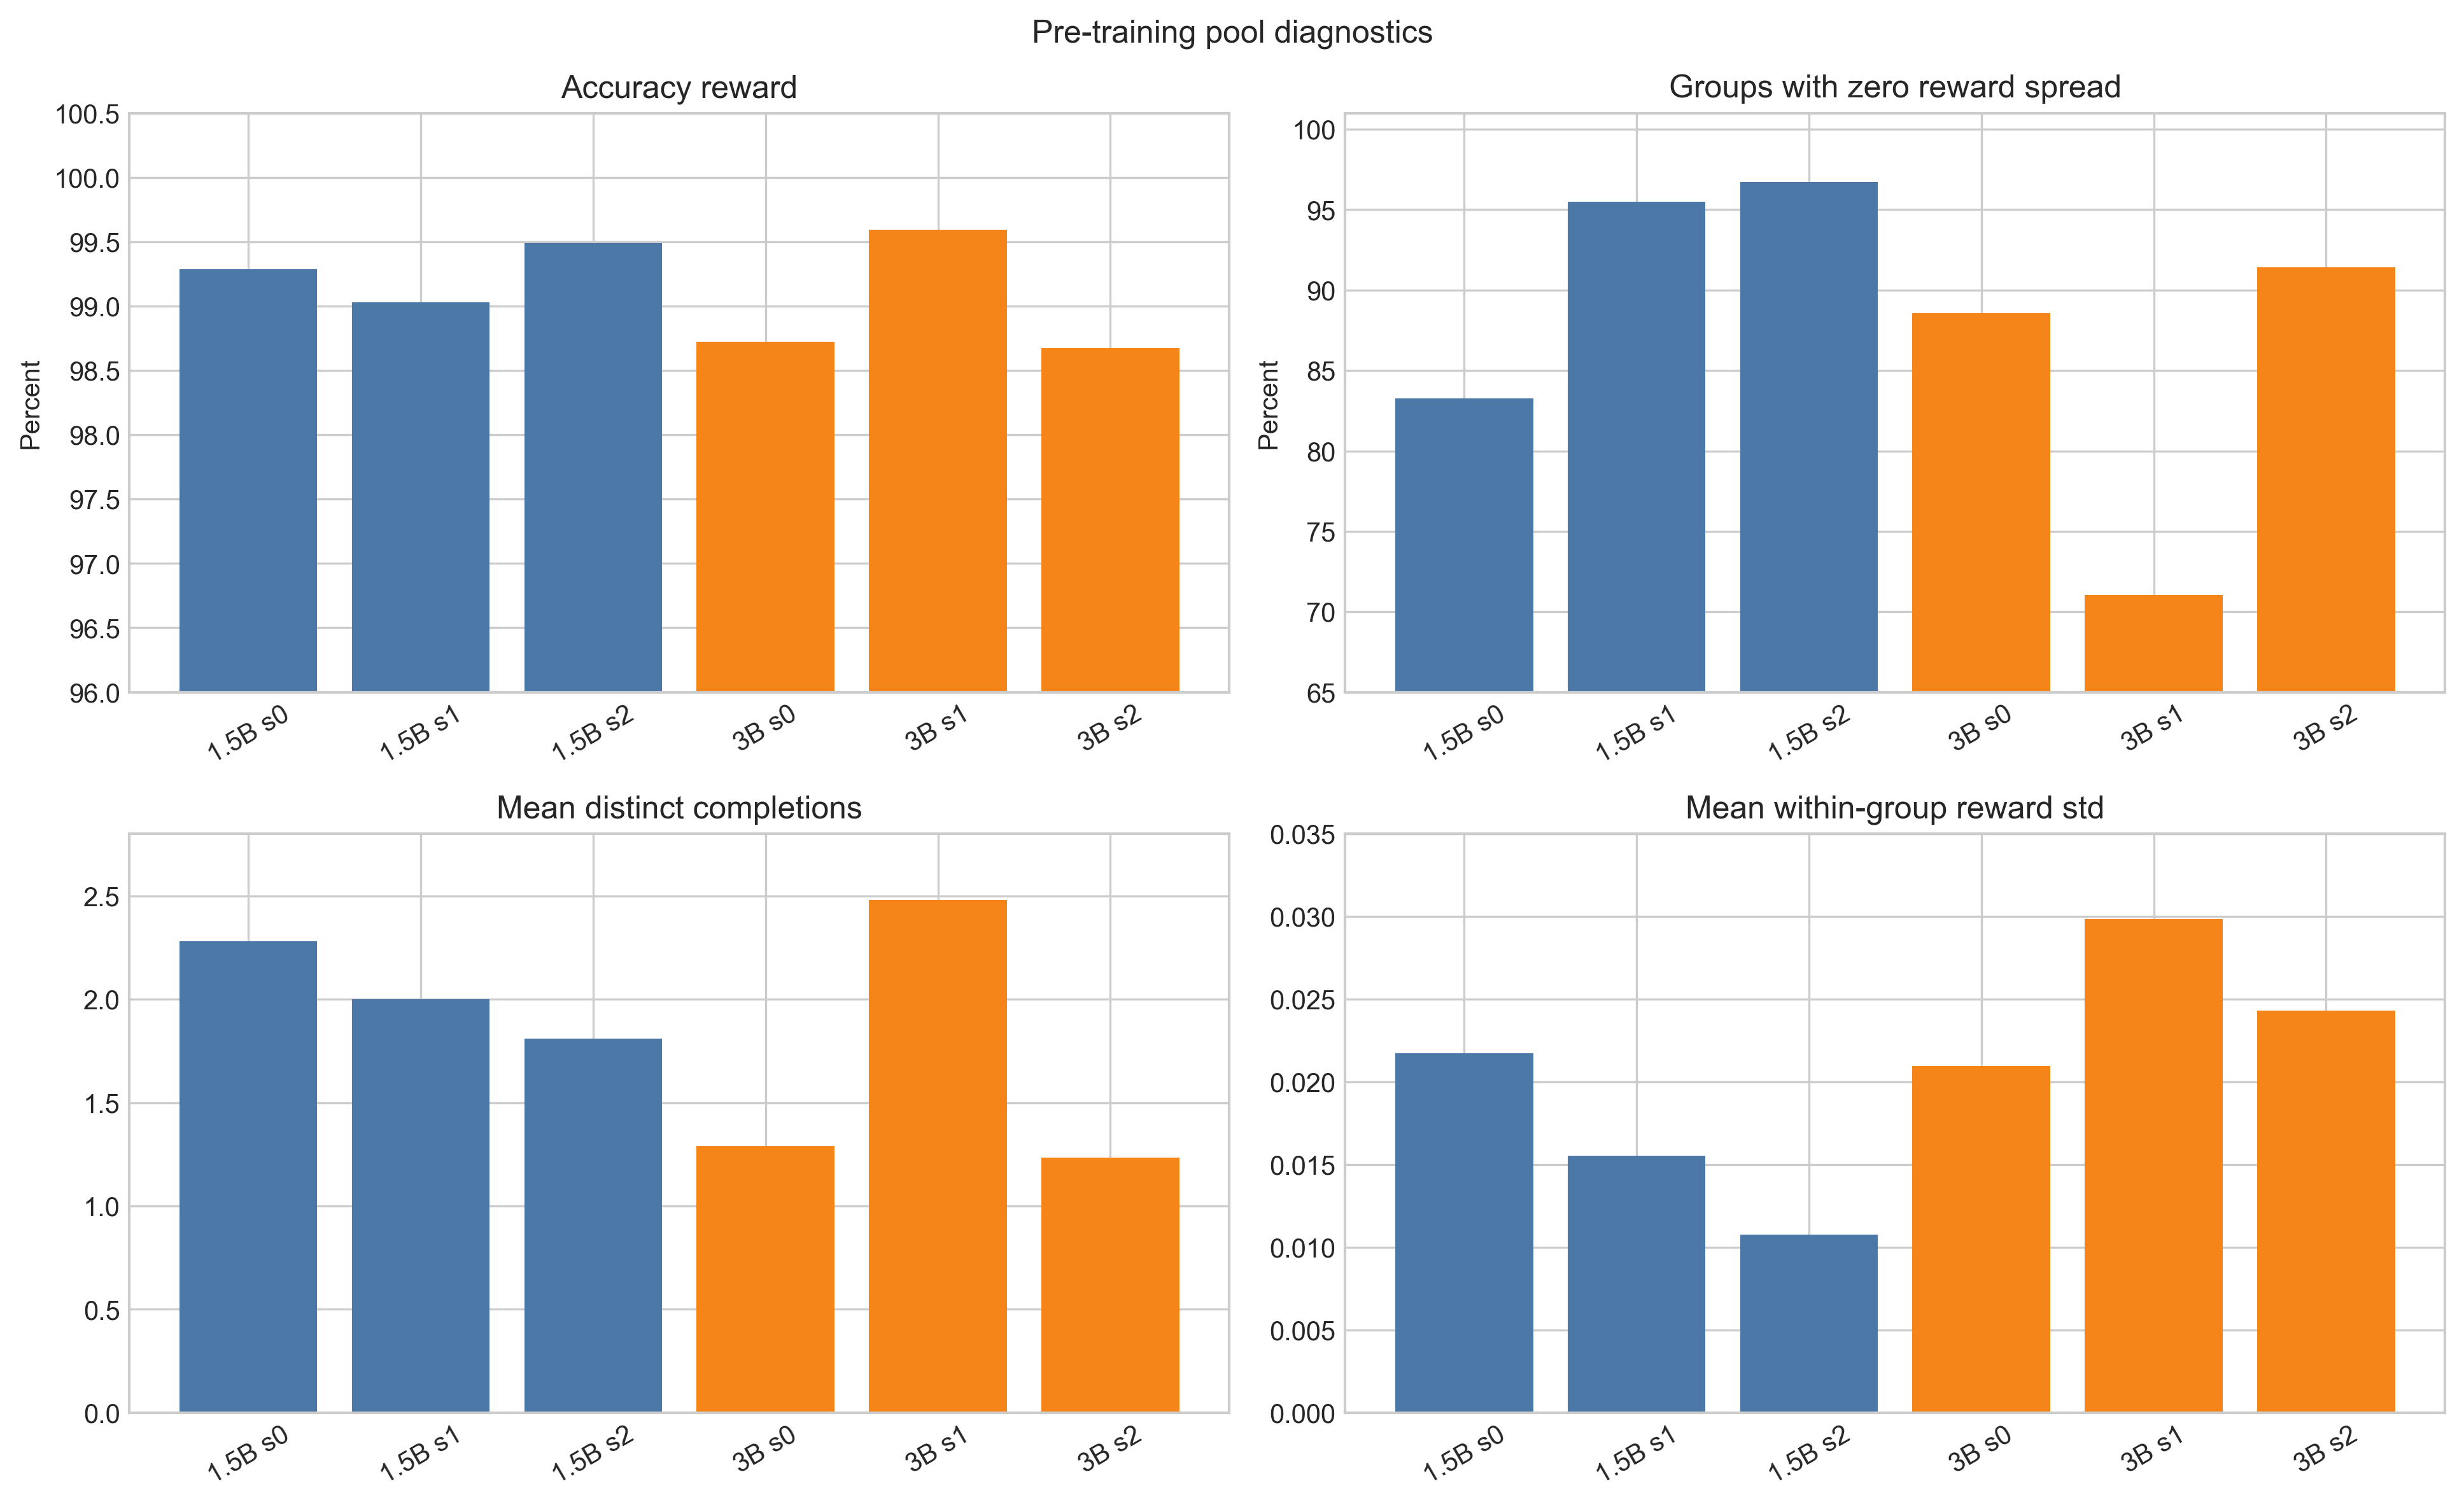 Pre-training pool diagnostics
Accuracy reward
Percent
100.5
100.0
99.5
99.0
98.5
98.0
97.5
97.0
96.5
96.0
1.5B s0
1.5B s1
1.5B s2
3B s0
3B s1
3B s2
Groups with zero reward spread
Percent
100
95
90
85
80
75
70
65
1.5B s0
1.5B s1
1.5B s2
3B s0
3B s1
3B s2
Mean distinct completions
2.5
2.0
1.5
1.0
0.5
0.0
1.5B s0
1.5B s1
1.5B s2
3B s0
3B s1
3B s2
Mean within-group reward std
0.035
0.030
0.025
0.020
0.015
0.010
0.005
0.000
1.5B s0
1.5B s1
1.5B s2
3B s0
3B s1
3B s2